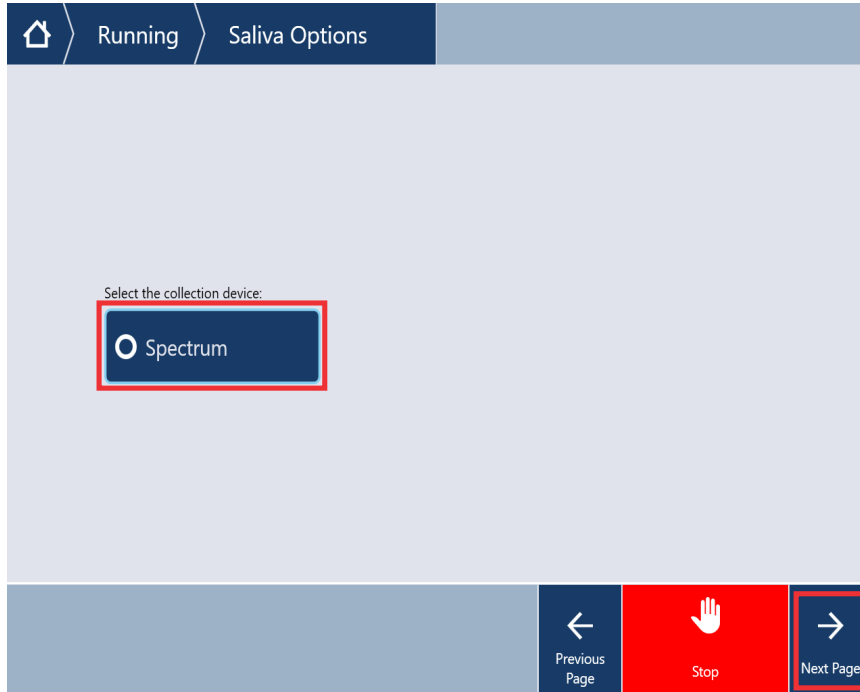 Running
Saliva Options
Select the collection device:
Spectrum
Previous
Page
Stop
Next Page